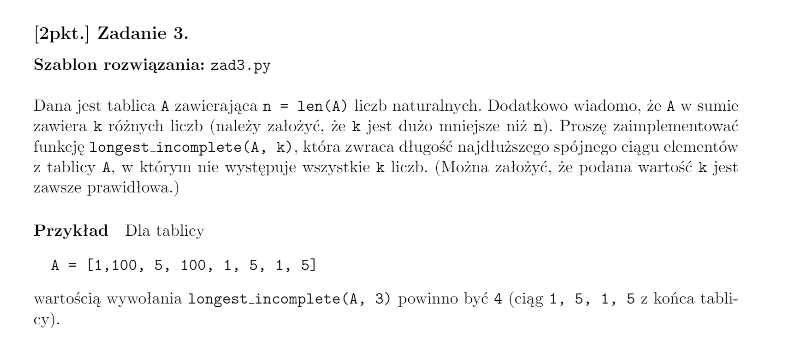 [2pkt.] Zadanie 3.
Szablon rozwiązania: zad3.py
Dana jest tablica A zawierająca n = len(A) liczb naturalnych. Dodatkowo wiadomo, że A w sumie
zawiera k różnych liczb (należy założyć, że k jest dużo mniejsze niż n). Proszę zaimplementować
funkcję longest_incomplete(A, k), która zwraca długość najdłuższego spójnego ciągu elementów
z tablicy A, w którym nie występuje wszystkie k liczb. (Można założyć, że podana wartość k jest
zawsze prawidłowa.)
Przykład Dla tablicy
A = [1,100, 5, 100, 1, 5, 1, 5]
wartością wywołania longest_incomplete(A, 3) powinno być 4 (ciąg 1, 5, 1, 5 z końca tabli-
cy).